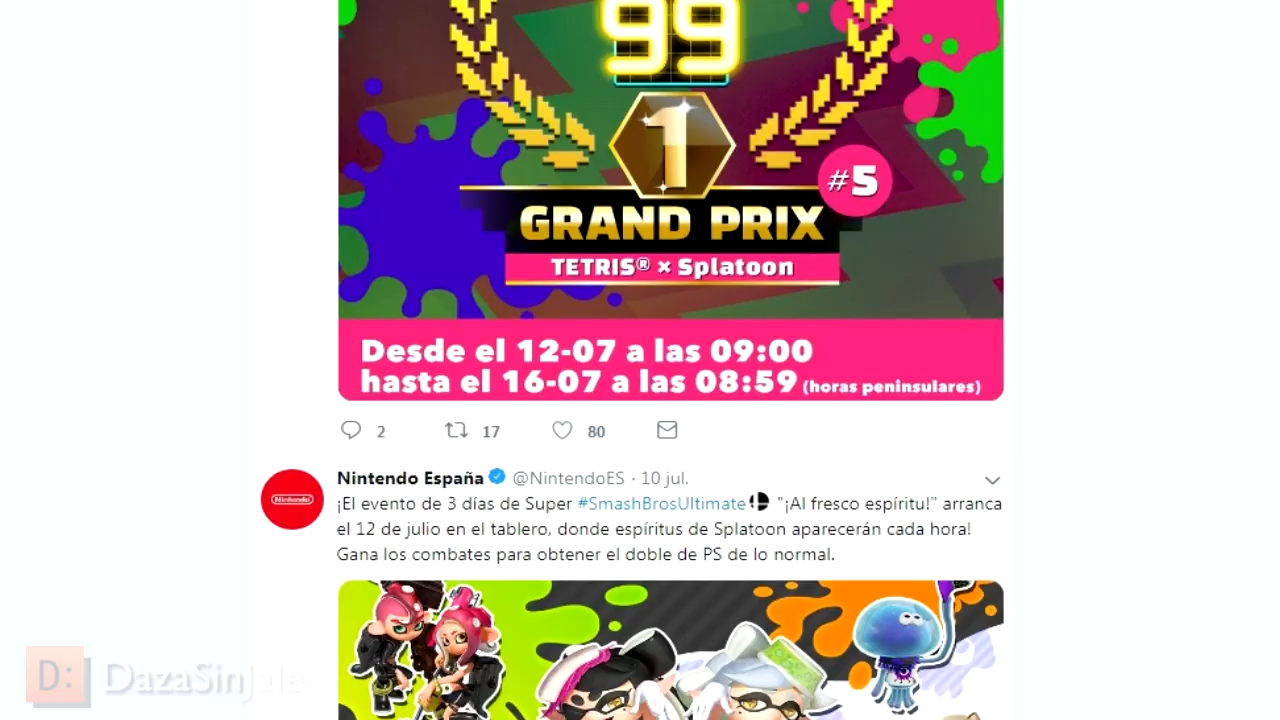 99
1
#5
GRAND PRIX
TETRIS® × Splatoon
Desde el 12-07 a las 09:00
hasta el 16-07 a las 08:59 (horas peninsulares)
2 17 80
Nintendo España @NintendoES · 10 jul.
Nintendo
¡El evento de 3 días de Super #SmashBrosUltimate "¡Al fresco espíritu!" arranca
el 12 de julio en el tablero, donde espíritus de Splatoon aparecerán cada hora!
Gana los combates para obtener el doble de PS de lo normal.
D: DazaSinJale